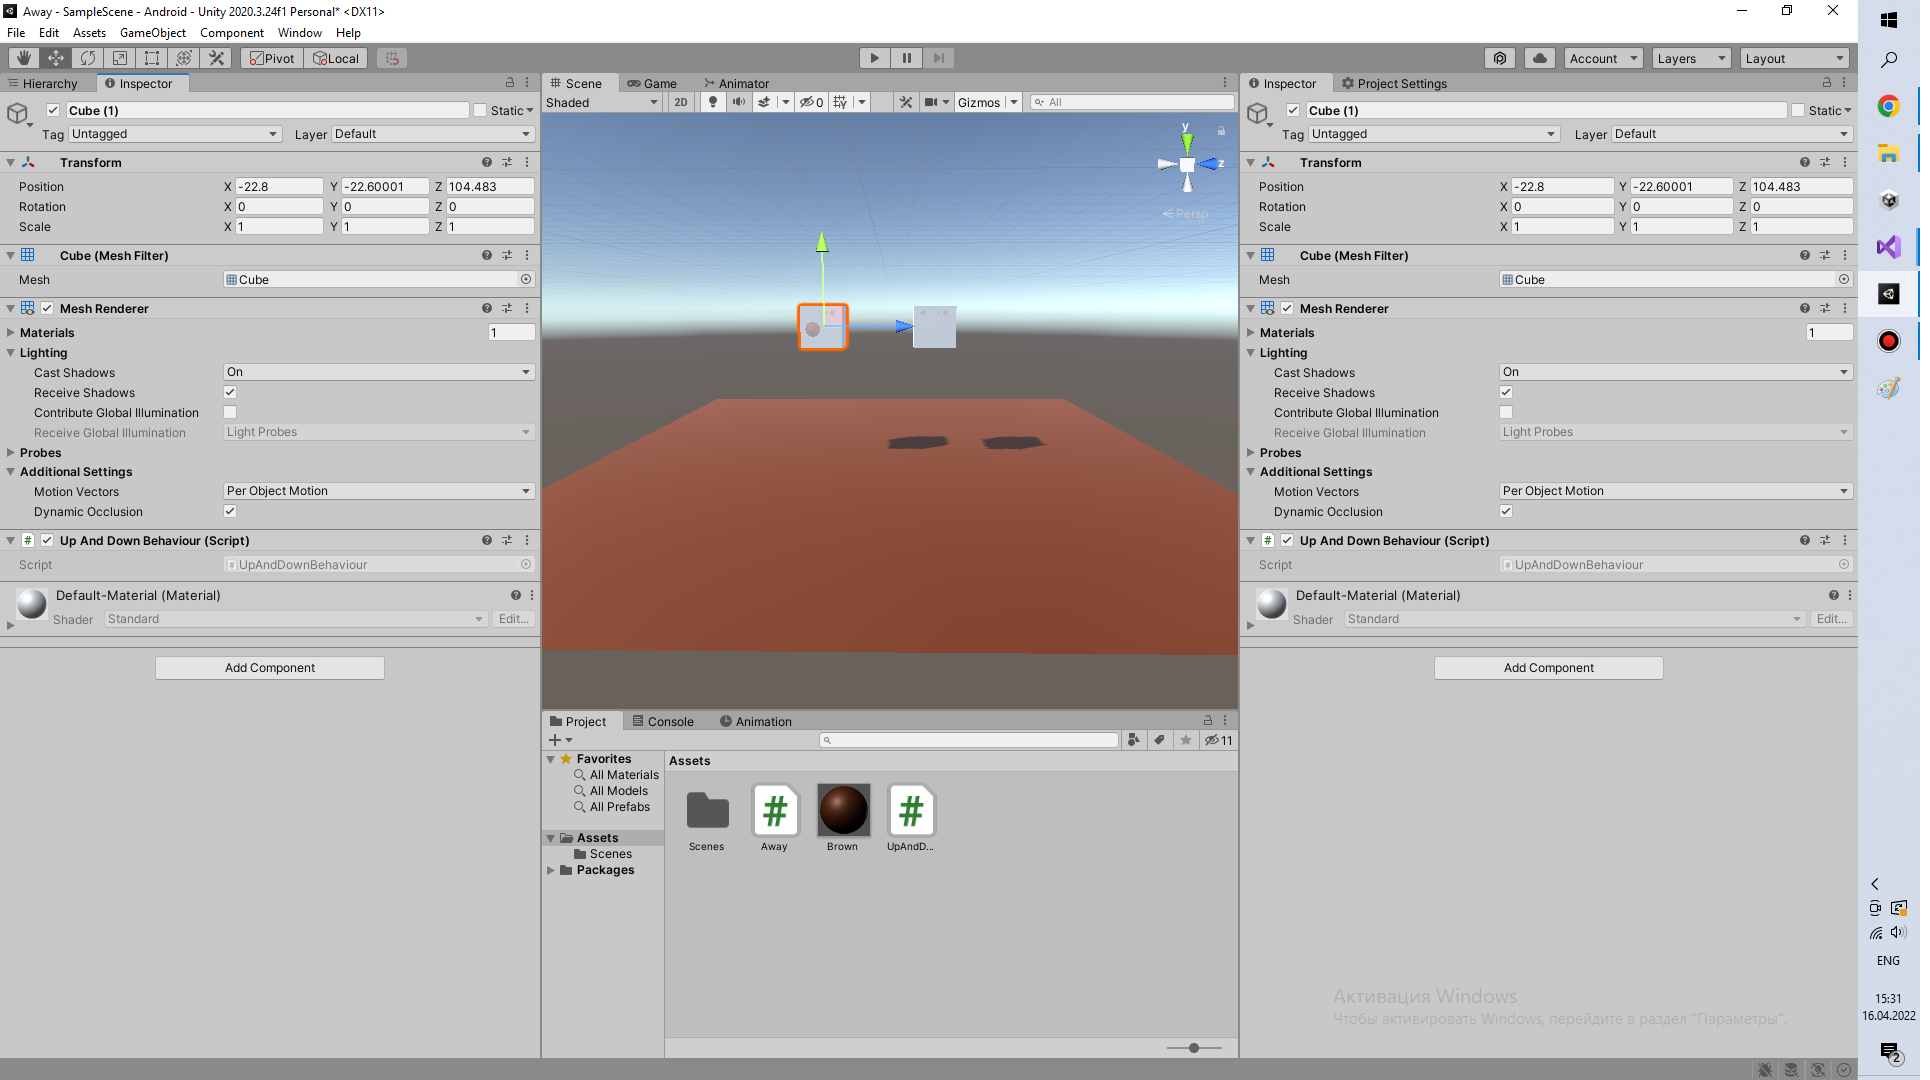 Away - SampleScene - Android - Unity 2020.3.24f1 Personal* <DX11>
File Edit Assets GameObject Component Window Help
Pivot Local Account Layers Layout
Hierarchy Inspector
Cube (1) Static
Tag Untagged Layer Default
Transform
Position X -22.8 Y -22.60001 Z 104.483
Rotation X 0 Y 0 Z 0
Scale X 1 Y 1 Z 1
Cube (Mesh Filter)
Mesh Cube
Mesh Renderer
Materials 1
Lighting
Cast Shadows On
Receive Shadows
Contribute Global Illumination
Receive Global Illumination Light Probes
Probes
Additional Settings
Motion Vectors Per Object Motion
Dynamic Occlusion
# Up And Down Behaviour (Script)
Script # UpAndDownBehaviour
Default-Material (Material)
Shader Standard Edit...
Add Component
Scene Game Animator
Shaded 2D 0 Gizmos All
y
z
Persp
Project Console Animation
11
Favorites
All Materials
All Models
All Prefabs
Assets
Scenes
Packages
Assets
# #
Scenes Away Brown UpAndD...
Inspector Project Settings
Cube (1) Static
Tag Untagged Layer Default
Transform
Position X -22.8 Y -22.60001 Z 104.483
Rotation X 0 Y 0 Z 0
Scale X 1 Y 1 Z 1
Cube (Mesh Filter)
Mesh Cube
Mesh Renderer
Materials 1
Lighting
Cast Shadows On
Receive Shadows
Contribute Global Illumination
Receive Global Illumination Light Probes
Probes
Additional Settings
Motion Vectors Per Object Motion
Dynamic Occlusion
# Up And Down Behaviour (Script)
Script # UpAndDownBehaviour
Default-Material (Material)
Shader Standard Edit...
Add Component
Активация Windows
Чтобы активировать Windows, перейдите в раздел "Параметры".
ENG
15:31
16.04.2022
2